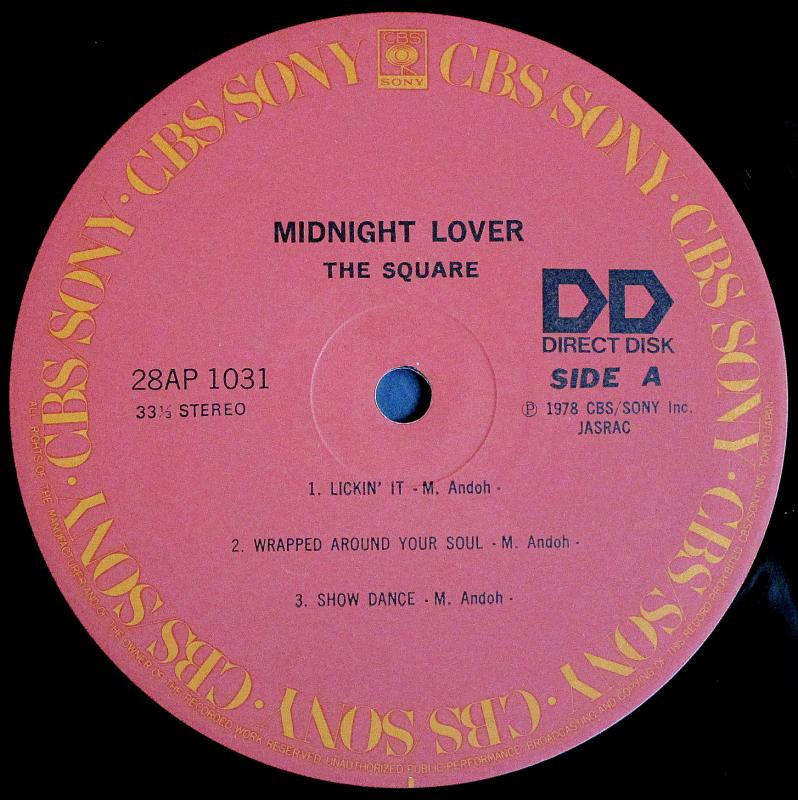 CBS
SONY
CBS/SONY · CBS/SONY · CBS/SONY · CBS/SONY · CBS/SONY · CBS/SONY · CBS/SONY · CBS/SONY
MIDNIGHT LOVER
THE SQUARE
DD
DIRECT DISK
28AP 1031
SIDE A
33⅓ STEREO
Ⓟ 1978 CBS/SONY Inc.
JASRAC
1. LICKIN' IT - M. Andoh -
2. WRAPPED AROUND YOUR SOUL - M. Andoh -
3. SHOW DANCE - M. Andoh -
ALL RIGHTS OF THE MANUFACTURES AND OF THE OWNER OF THE RECORDED WORK RESERVED. UNAUTHORIZED PUBLIC PERFORMANCE, BROADCASTING AND COPYING OF THIS RECORD PROHIBITED CBS/SONY INC. TOKYO, JAPAN